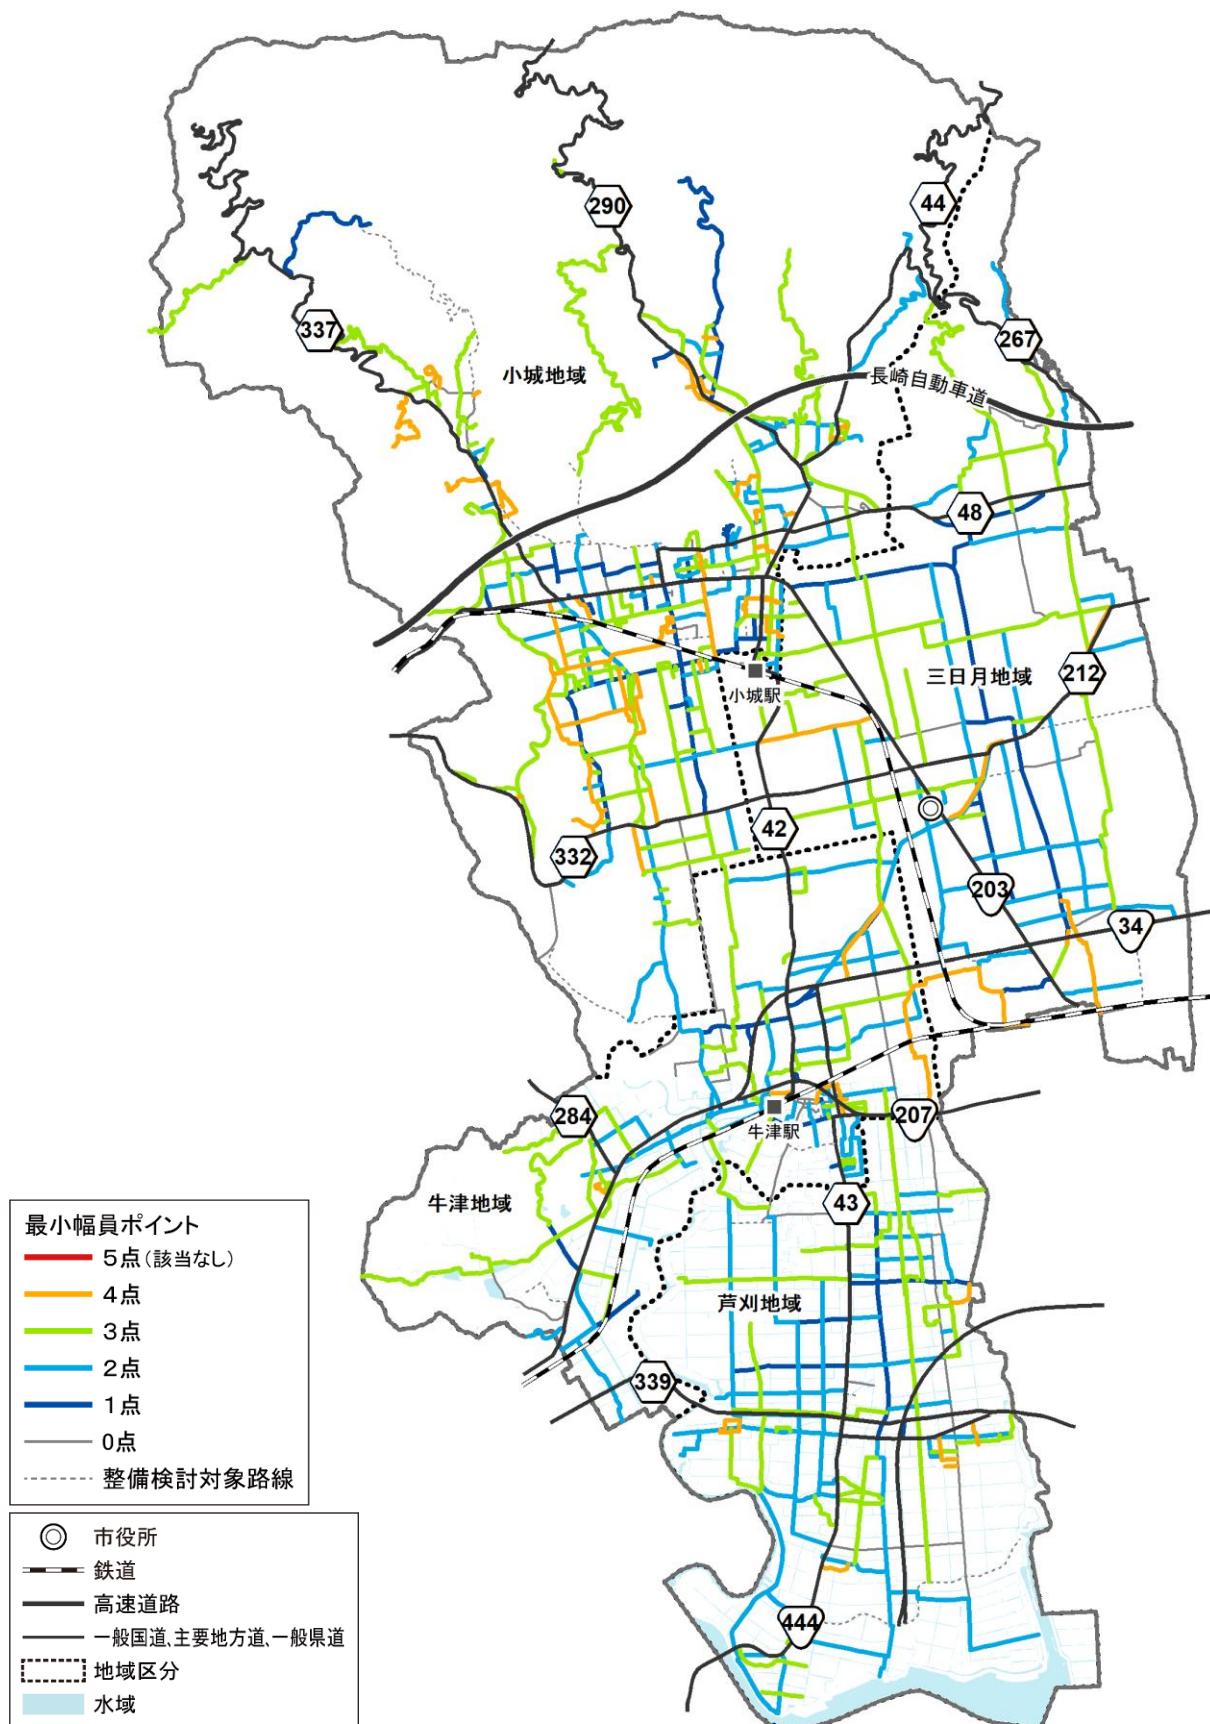 290
44
337
267
小城地域
長崎自動車道
48
三日月地域
212
小城駅
42
332
203
34
284
207
牛津駅
牛津地域
43
芦刈地域
339
444
最小幅員ポイント
5点(該当なし)
4点
3点
2点
1点
0点
整備検討対象路線
市役所
鉄道
高速道路
一般国道、主要地方道、一般県道
地域区分
水域